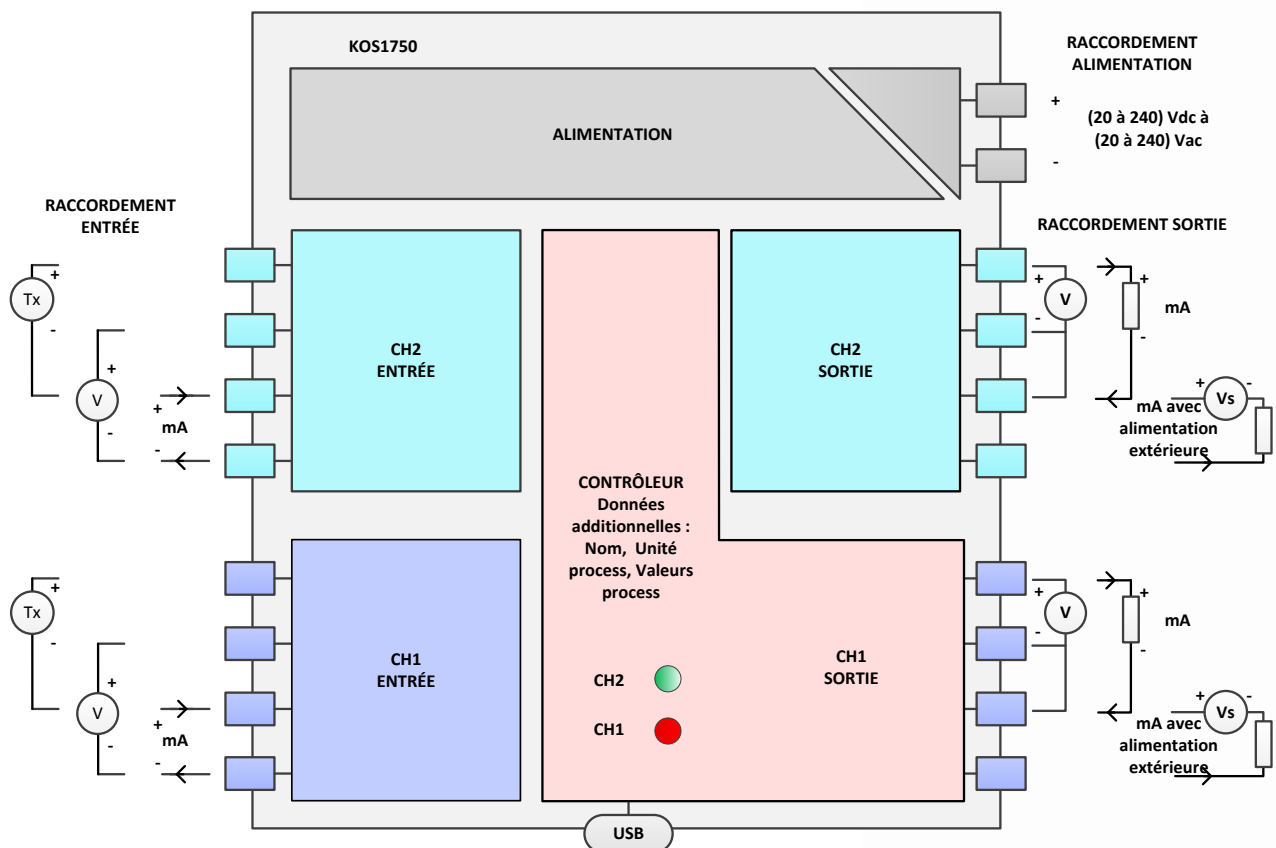 KOS1750
RACCORDEMENT
ALIMENTATION
ALIMENTATION
+
(20 à 240) Vdc à
(20 à 240) Vac
-
RACCORDEMENT
ENTRÉE
RACCORDEMENT SORTIE
Tx
+
-
V
+
-
+
mA
-
CH2
ENTRÉE
CH2
SORTIE
+
V
-
+
mA
-
+
Vs
-
mA avec
alimentation
extérieure
CONTRÔLEUR
Données
additionnelles :
Nom, Unité
process, Valeurs
process
Tx
+
-
V
+
-
+
mA
-
CH1
ENTRÉE
CH2
CH1
CH1
SORTIE
+
V
-
+
mA
-
+
Vs
-
mA avec
alimentation
extérieure
USB